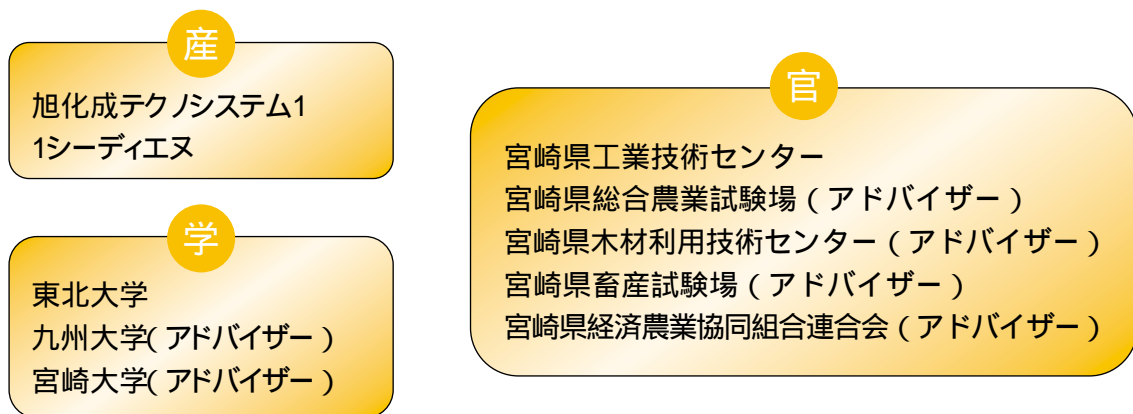 産
旭化成テクノシステム1
1シーディエヌ
学
東北大学
九州大学(アドバイザー)
宮崎大学(アドバイザー)
官
宮崎県工業技術センター
宮崎県総合農業試験場(アドバイザー)
宮崎県木材利用技術センター(アドバイザー)
宮崎県畜産試験場(アドバイザー)
宮崎県経済農業協同組合連合会(アドバイザー)